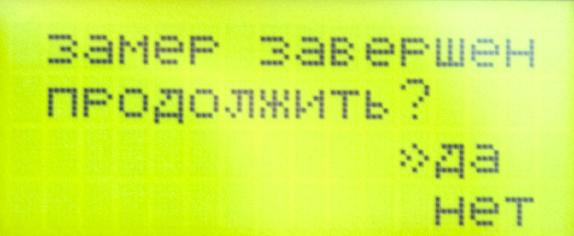 замер завершен
продолжить?
»да
нет